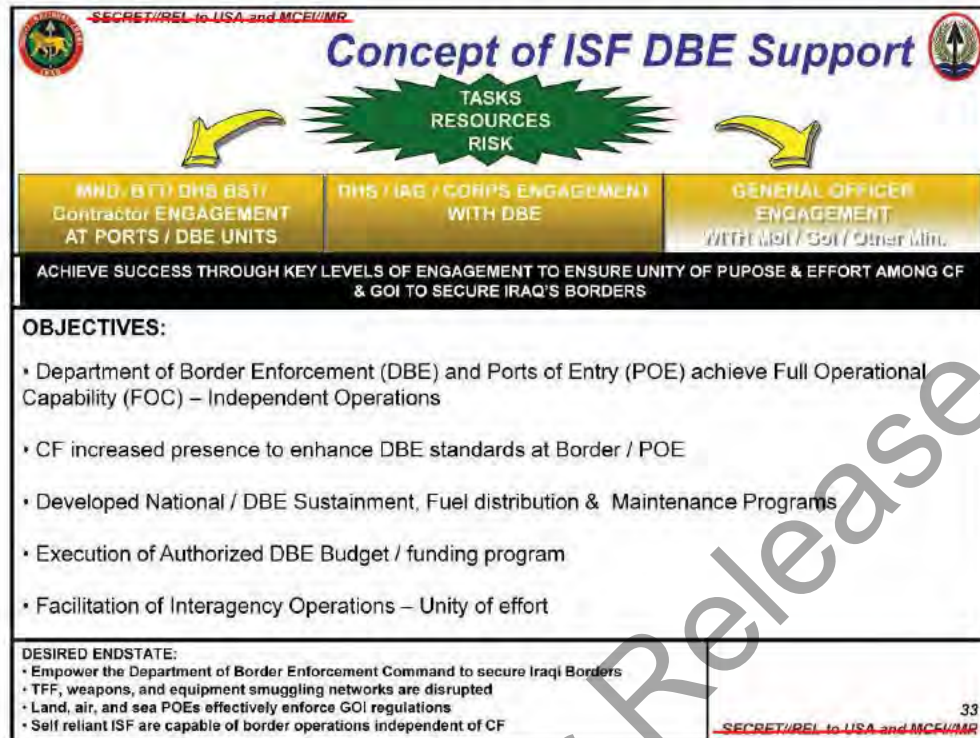 SECRET//REL to USA and MCFI//MR
Concept of ISF DBE Support
TASKS
RESOURCES
RISK
MND/ BTT/ DHS BST/
Contractor ENGAGEMENT
AT PORTS / DBE UNITS
DHS / IAG / CORPS ENGAGEMENT
WITH DBE
GENERAL OFFICER
ENGAGEMENT
WITH MoI / GoI / Other Min.
ACHIEVE SUCCESS THROUGH KEY LEVELS OF ENGAGEMENT TO ENSURE UNITY OF PUPOSE & EFFORT AMONG CF
& GOI TO SECURE IRAQ'S BORDERS
OBJECTIVES:
• Department of Border Enforcement (DBE) and Ports of Entry (POE) achieve Full Operational
Capability (FOC) – Independent Operations
• CF increased presence to enhance DBE standards at Border / POE
• Developed National / DBE Sustainment, Fuel distribution & Maintenance Programs
• Execution of Authorized DBE Budget / funding program
• Facilitation of Interagency Operations – Unity of effort
DESIRED ENDSTATE:
• Empower the Department of Border Enforcement Command to secure Iraqi Borders
• TFF, weapons, and equipment smuggling networks are disrupted
• Land, air, and sea POEs effectively enforce GOI regulations
• Self reliant ISF are capable of border operations independent of CF
33
SECRET//REL to USA and MCFI//MR
Release